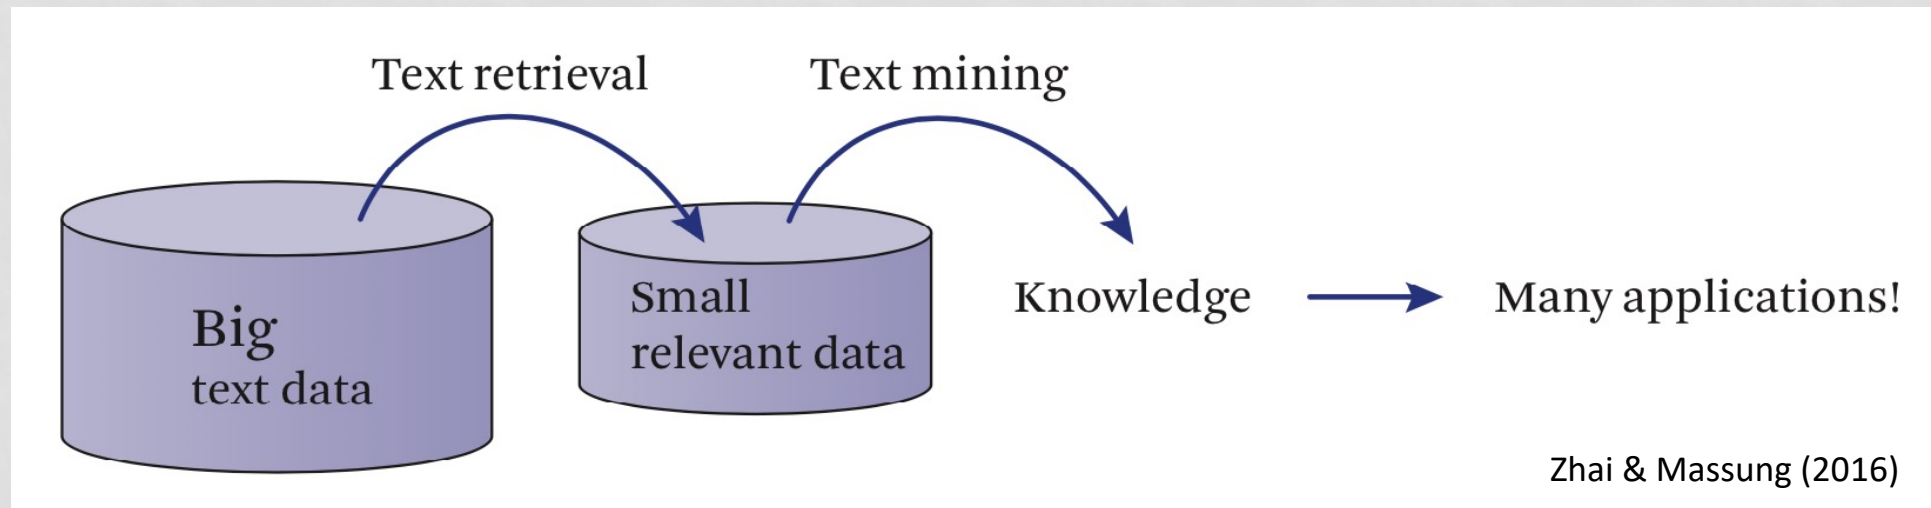 Text retrieval
Text mining
Big
text data
Small
relevant data
Knowledge
Many applications!
Zhai & Massung (2016)